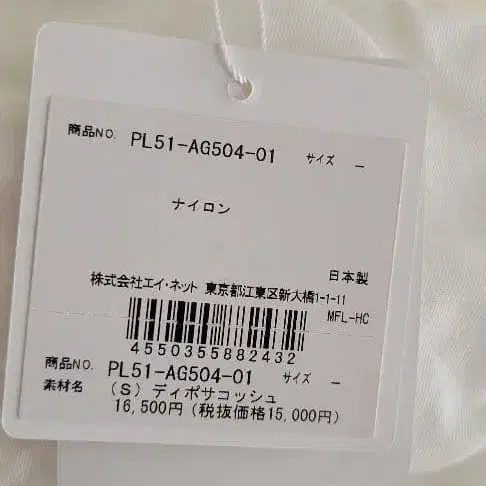 商品NO. PL51-AG504-01 サイズ －
ナイロン
日本製
株式会社エイ・ネット 東京都江東区新大橋1-1-11
MFL-HC
4550355882432
商品NO. PL51-AG504-01 サイズ －
素材名 (S) ディポサコッシュ
16,500円 (税抜価格15,000円)